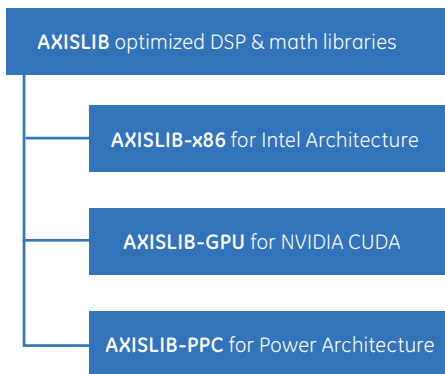 AXISLIB optimized DSP & math libraries
AXISLIB-x86 for Intel Architecture
AXISLIB-GPU for NVIDIA CUDA
AXISLIB-PPC for Power Architecture